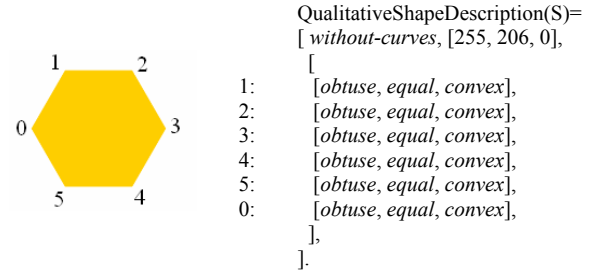 QualitativeShapeDescription(S)=
[ without-curves, [255, 206, 0],
[
1: [obtuse, equal, convex],
2: [obtuse, equal, convex],
3: [obtuse, equal, convex],
4: [obtuse, equal, convex],
5: [obtuse, equal, convex],
0: [obtuse, equal, convex],
],
].
1 2
0 3
5 4